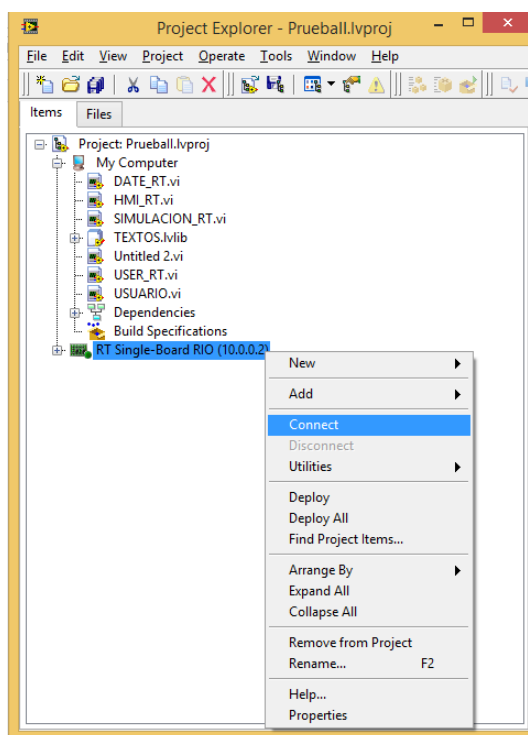 Project Explorer - Prueball.lvproj
File Edit View Project Operate Tools Window Help
Items Files
Project: Prueball.lvproj
My Computer
DATE_RT.vi
HMI_RT.vi
SIMULACION_RT.vi
TEXTOS.lvlib
Untitled 2.vi
USER_RT.vi
USUARIO.vi
Dependencies
Build Specifications
RT Single-Board RIO (10.0.0.2)
New
Add
Connect
Disconnect
Utilities
Deploy
Deploy All
Find Project Items...
Arrange By
Expand All
Collapse All
Remove from Project
Rename... F2
Help...
Properties